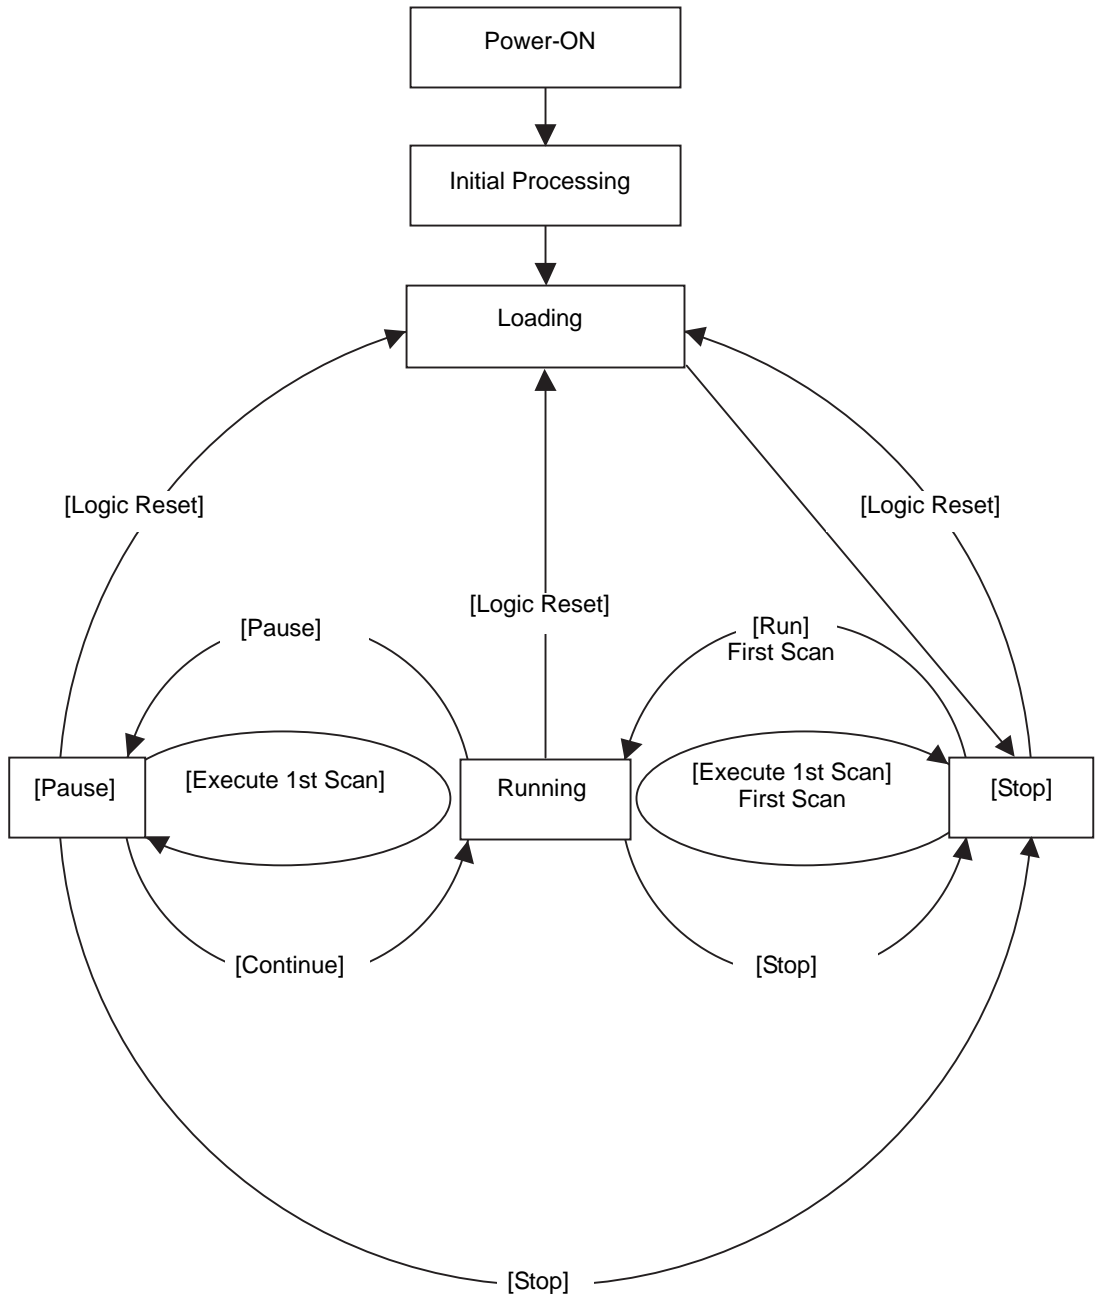 Power-ON
Initial Processing
Loading
[Logic Reset]
[Logic Reset]
[Logic Reset]
[Pause]
[Run]
First Scan
[Pause]
[Execute 1st Scan]
Running
[Execute 1st Scan]
First Scan
[Stop]
[Continue]
[Stop]
[Stop]